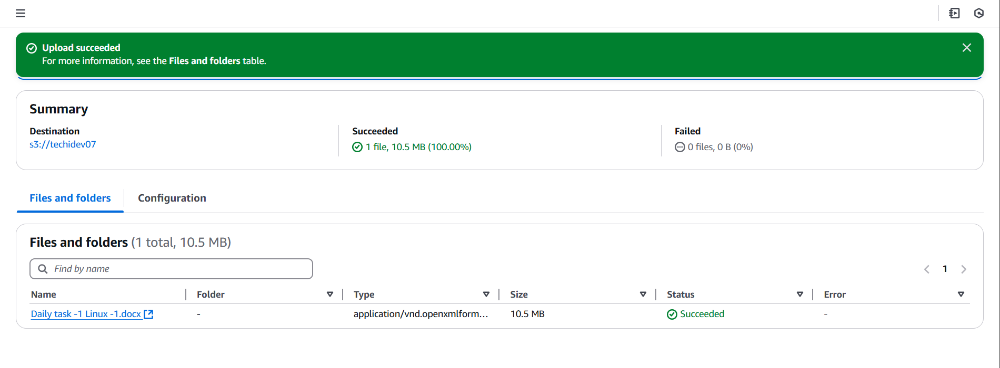 Upload succeeded
For more information, see the Files and folders table.
Summary
Destination
s3://techidev07
Succeeded
1 file, 10.5 MB (100.00%)
Failed
0 files, 0 B (0%)
Files and folders
Configuration
Files and folders (1 total, 10.5 MB)
Find by name
1
Name Folder Type Size Status Error
Daily task -1 Linux -1.docx - application/vnd.openxmlform... 10.5 MB Succeeded -